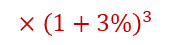 × (1 + 3%)³